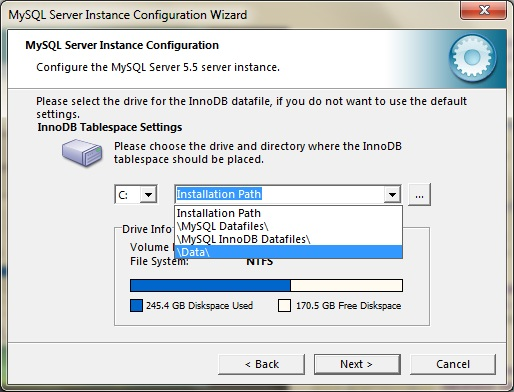 MySQL Server Instance Configuration Wizard
MySQL Server Instance Configuration
Configure the MySQL Server 5.5 server instance.
Please select the drive for the InnoDB datafile, if you do not want to use the default
settings.
InnoDB Tablespace Settings
Please choose the drive and directory where the InnoDB
tablespace should be placed.
C: Installation Path ...
Installation Path
\MySQL Datafiles\
\MySQL InnoDB Datafiles\
\Data\
Drive Info
Volume
File System: NTFS
245.4 GB Diskspace Used 170.5 GB Free Diskspace
< Back Next > Cancel